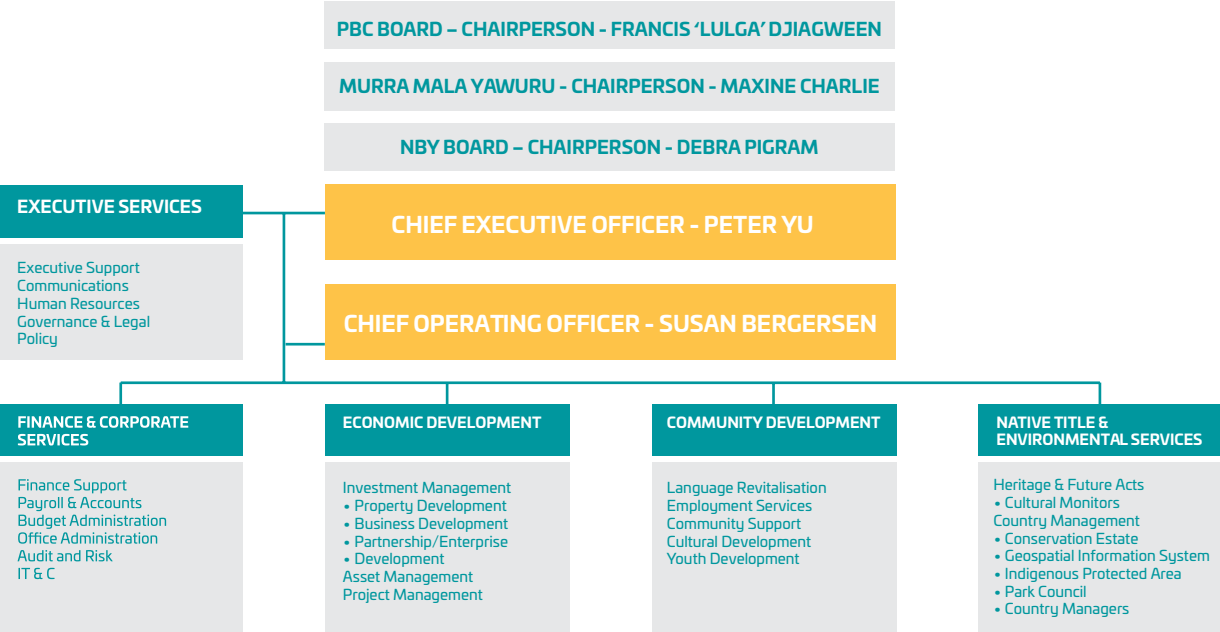 PBC BOARD – CHAIRPERSON - FRANCIS ‘LULGA’ DJIAGWEEN
MURRA MALA YAWURU - CHAIRPERSON - MAXINE CHARLIE
NBY BOARD – CHAIRPERSON - DEBRA PIGRAM
EXECUTIVE SERVICES
Executive Support
Communications
Human Resources
Governance & Legal
Policy
CHIEF EXECUTIVE OFFICER - PETER YU
CHIEF OPERATING OFFICER - SUSAN BERGERSEN
FINANCE & CORPORATE
SERVICES
Finance Support
Payroll & Accounts
Budget Administration
Office Administration
Audit and Risk
IT & C
ECONOMIC DEVELOPMENT
Investment Management
• Property Development
• Business Development
• Partnership/Enterprise
• Development
Asset Management
Project Management
COMMUNITY DEVELOPMENT
Language Revitalisation
Employment Services
Community Support
Cultural Development
Youth Development
NATIVE TITLE &
ENVIRONMENTAL SERVICES
Heritage & Future Acts
• Cultural Monitors
Country Management
• Conservation Estate
• Geospatial Information System
• Indigenous Protected Area
• Park Council
• Country Managers